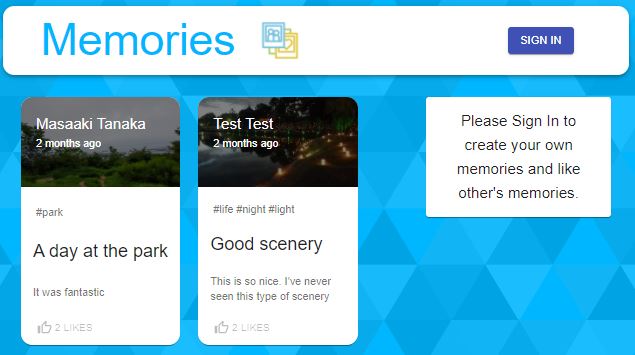 Memories
SIGN IN
Masaaki Tanaka
2 months ago
#park
A day at the park
It was fantastic
2 LIKES
Test Test
2 months ago
#life #night #light
Good scenery
This is so nice. I've never
seen this type of scenery
2 LIKES
Please Sign In to
create your own
memories and like
other's memories.